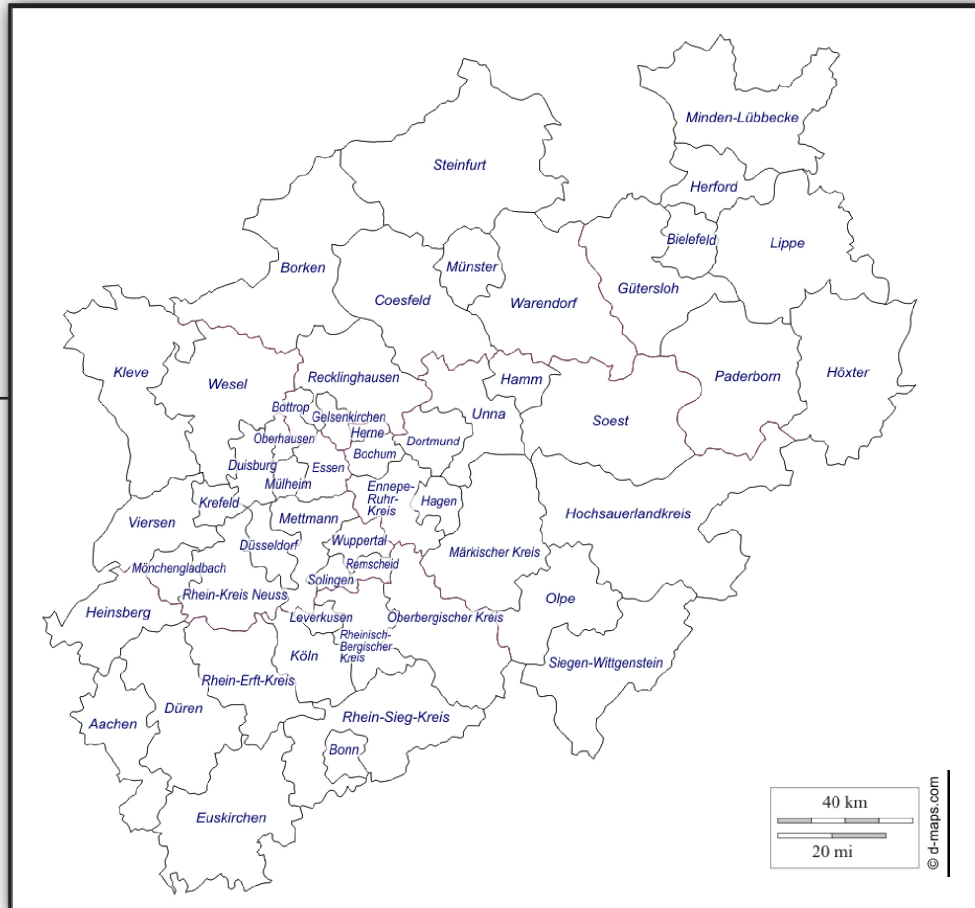 Minden-Lübbecke
Steinfurt
Herford
Bielefeld
Lippe
Borken
Münster
Coesfeld
Warendorf
Gütersloh
Kleve
Wesel
Recklinghausen
Hamm
Paderborn
Höxter
Bottrop
Gelsenkirchen
Unna
Soest
Oberhausen
Herne
Dortmund
Bochum
Duisburg
Essen
Mülheim
Ennepe-
Ruhr-
Kreis
Hagen
Krefeld
Viersen
Mettmann
Hochsauerlandkreis
Düsseldorf
Wuppertal
Märkischer Kreis
Mönchengladbach
Remscheid
Solingen
Rhein-Kreis Neuss
Olpe
Heinsberg
Leverkusen
Oberbergischer Kreis
Rheinisch-
Bergischer
Kreis
Köln
Siegen-Wittgenstein
Rhein-Erft-Kreis
Düren
Aachen
Rhein-Sieg-Kreis
Bonn
Euskirchen
40 km
20 mi
© d-maps.com